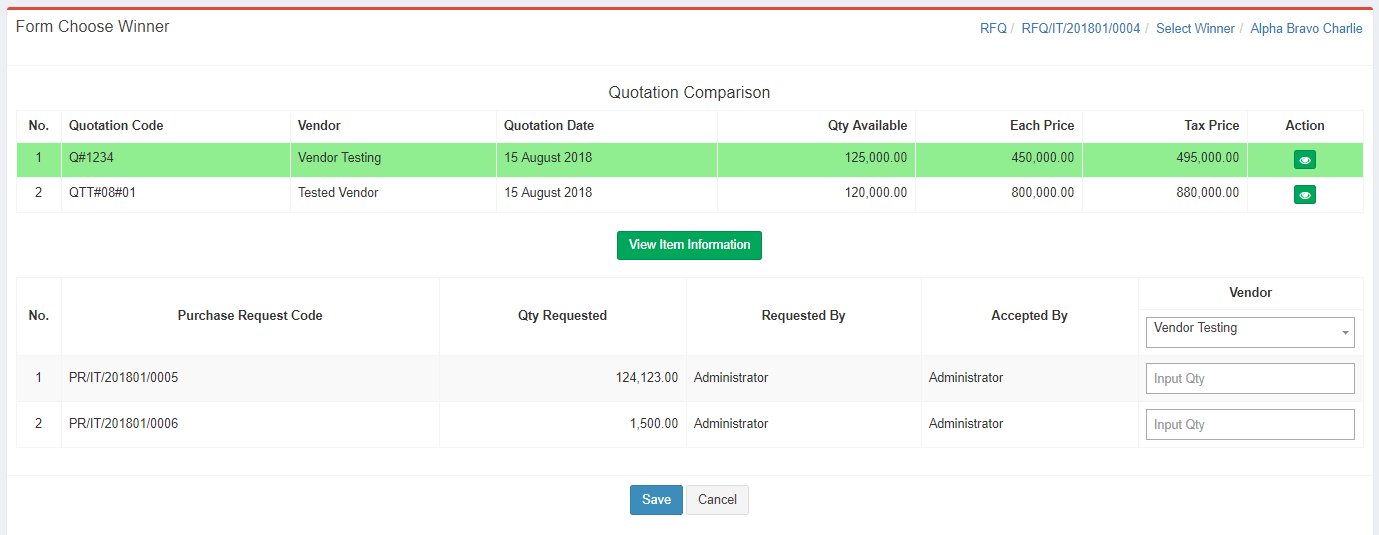 Form Choose Winner
RFQ / RFQ/IT/201801/0004 / Select Winner / Alpha Bravo Charlie
Quotation Comparison
No. Quotation Code Vendor Quotation Date Qty Available Each Price Tax Price Action
1 Q#1234 Vendor Testing 15 August 2018 125,000.00 450,000.00 495,000.00
2 QTT#08#01 Tested Vendor 15 August 2018 120,000.00 800,000.00 880,000.00
View Item Information
No. Purchase Request Code Qty Requested Requested By Accepted By Vendor
Vendor Testing
1 PR/IT/201801/0005 124,123.00 Administrator Administrator Input Qty
2 PR/IT/201801/0006 1,500.00 Administrator Administrator Input Qty
Save Cancel